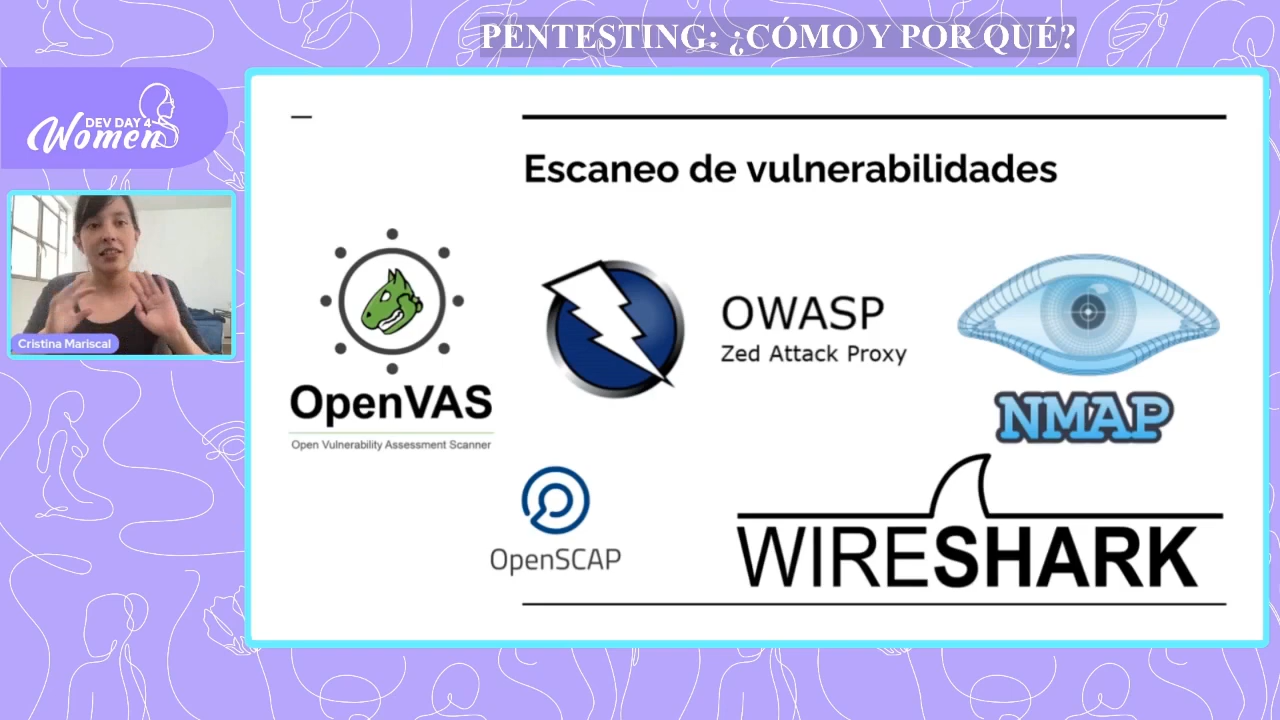 PENTESTING: ¿CÓMO Y POR QUÉ?
DEV DAY 4
Women
Cristina Mariscal
Escaneo de vulnerabilidades
OpenVAS
Open Vulnerability Assessment Scanner
OWASP
Zed Attack Proxy
NMAP
OpenSCAP
WIRESHARK